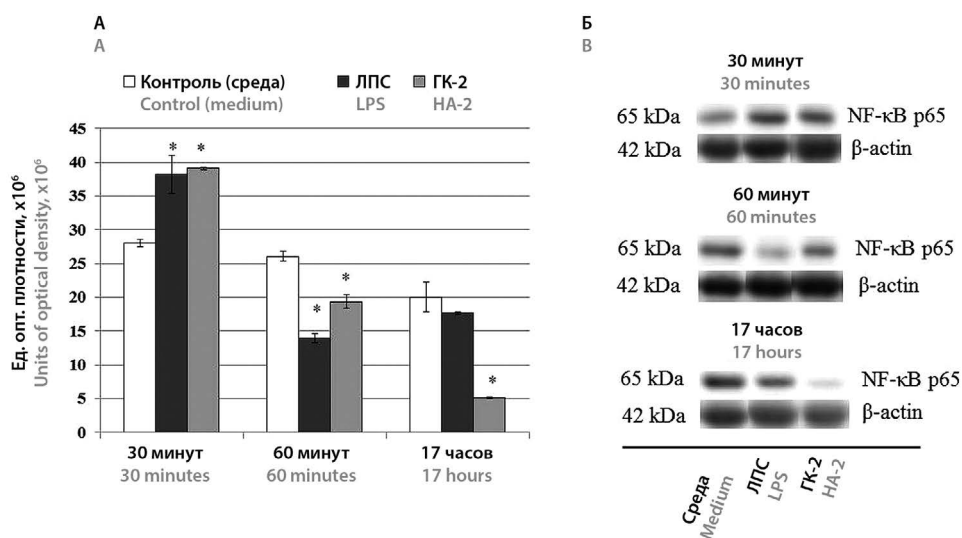 А
A
Контроль (среда) ЛПС ГК-2
Control (medium) LPS HA-2
Ед. опт. плотности, x10⁶
Units of optical density, x10⁶
45
40
35
30
25
20
15
10
5
0
* *
* *
*
30 минут 60 минут 17 часов
30 minutes 60 minutes 17 hours
Б
B
30 минут
30 minutes
65 kDa NF-κB p65
42 kDa β-actin
60 минут
60 minutes
65 kDa NF-κB p65
42 kDa β-actin
17 часов
17 hours
65 kDa NF-κB p65
42 kDa β-actin
Среда ЛПС ГК-2
Medium LPS HA-2